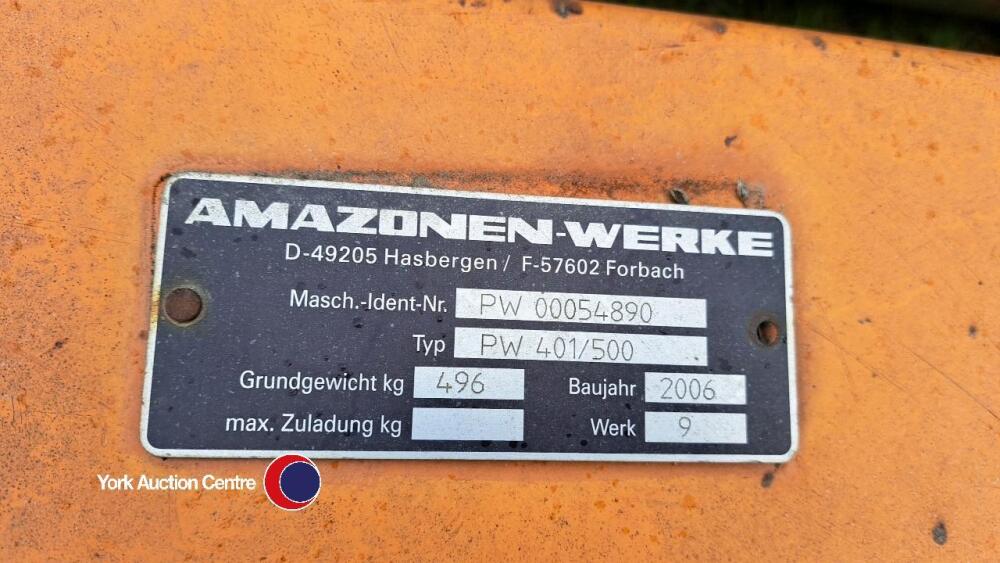 AMAZONEN-WERKE
D-49205 Hasbergen / F-57602 Forbach
Masch.-Ident-Nr. PW 00054890
Typ PW 401/500
Grundgewicht kg 496 Baujahr 2006
max. Zuladung kg Werk 9
York Auction Centre